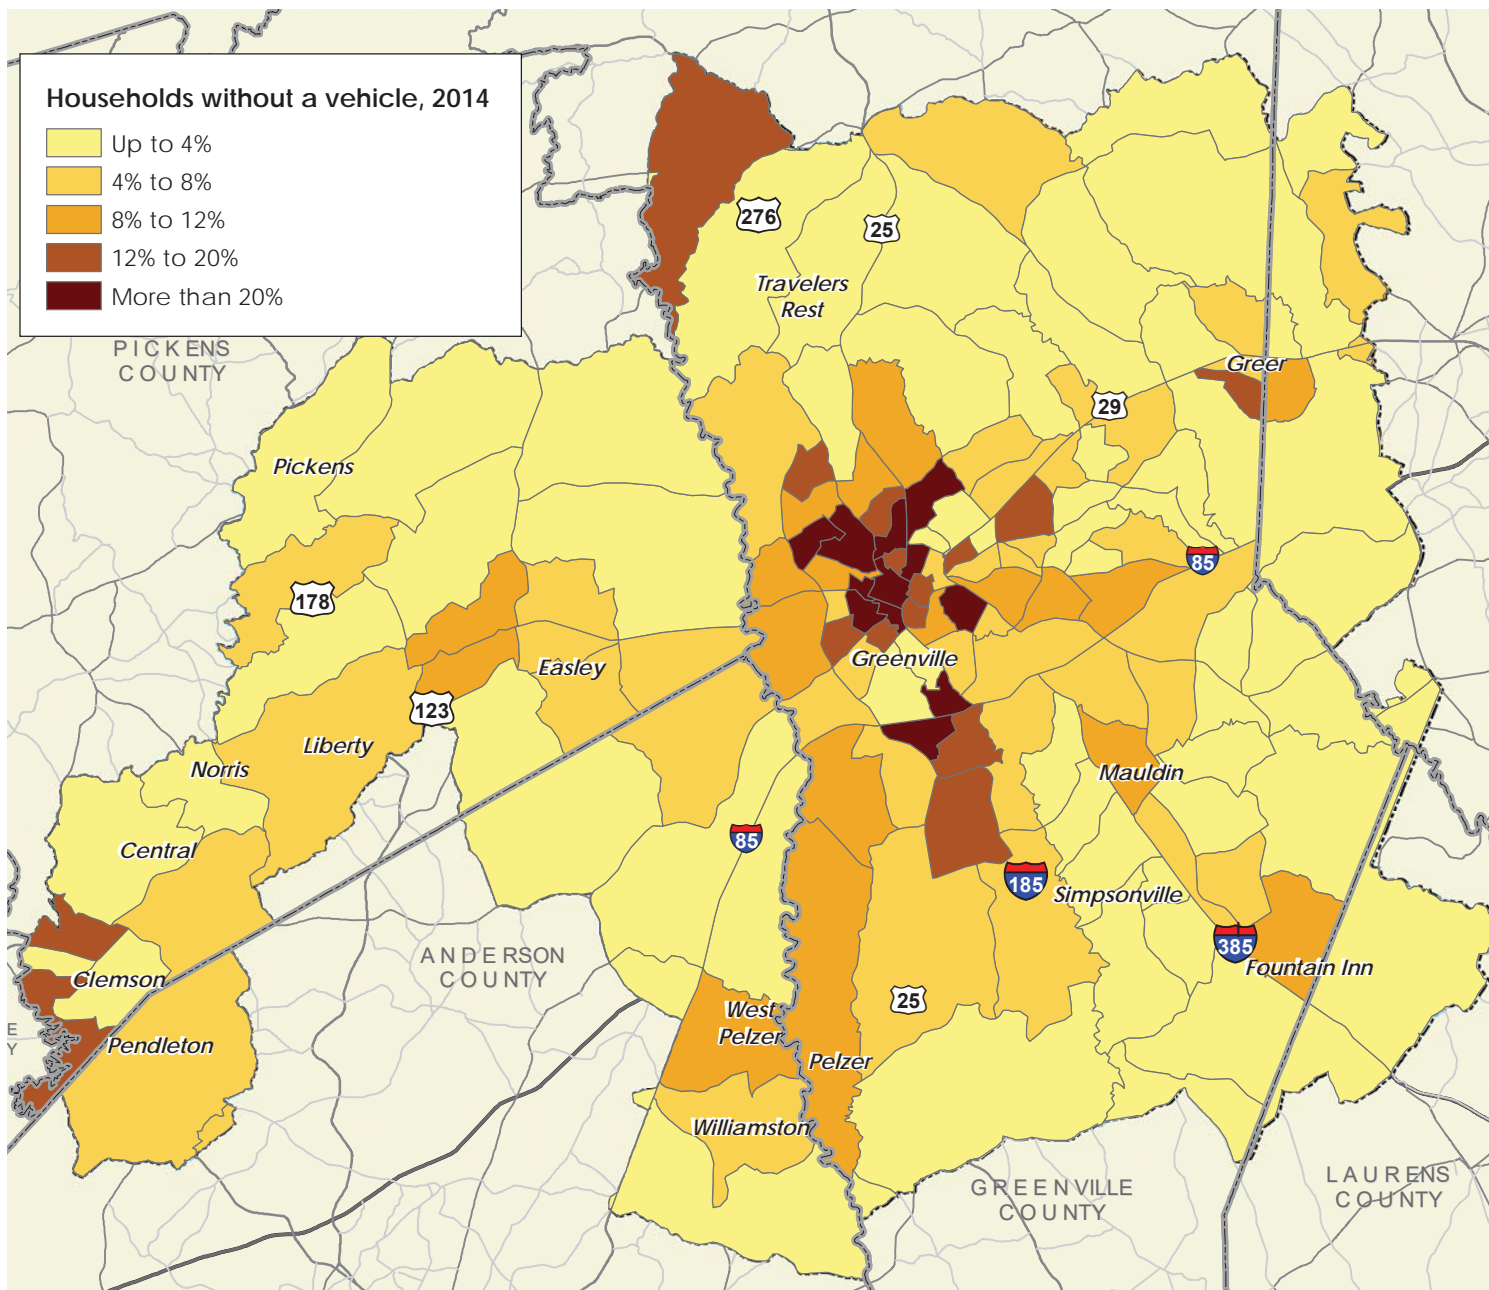 Households without a vehicle, 2014
Up to 4%
4% to 8%
8% to 12%
12% to 20%
More than 20%
276
25
Travelers
Rest
PICKENS
COUNTY
Greer
29
Pickens
85
178
Greenville
Easley
123
Liberty
Norris
Mauldin
85
Central
185
Simpsonville
385
Fountain Inn
ANDERSON
COUNTY
Clemson
25
West
Pelzer
E
Y
Pendleton
Pelzer
Williamston
GREENVILLE
COUNTY
LAURENS
COUNTY